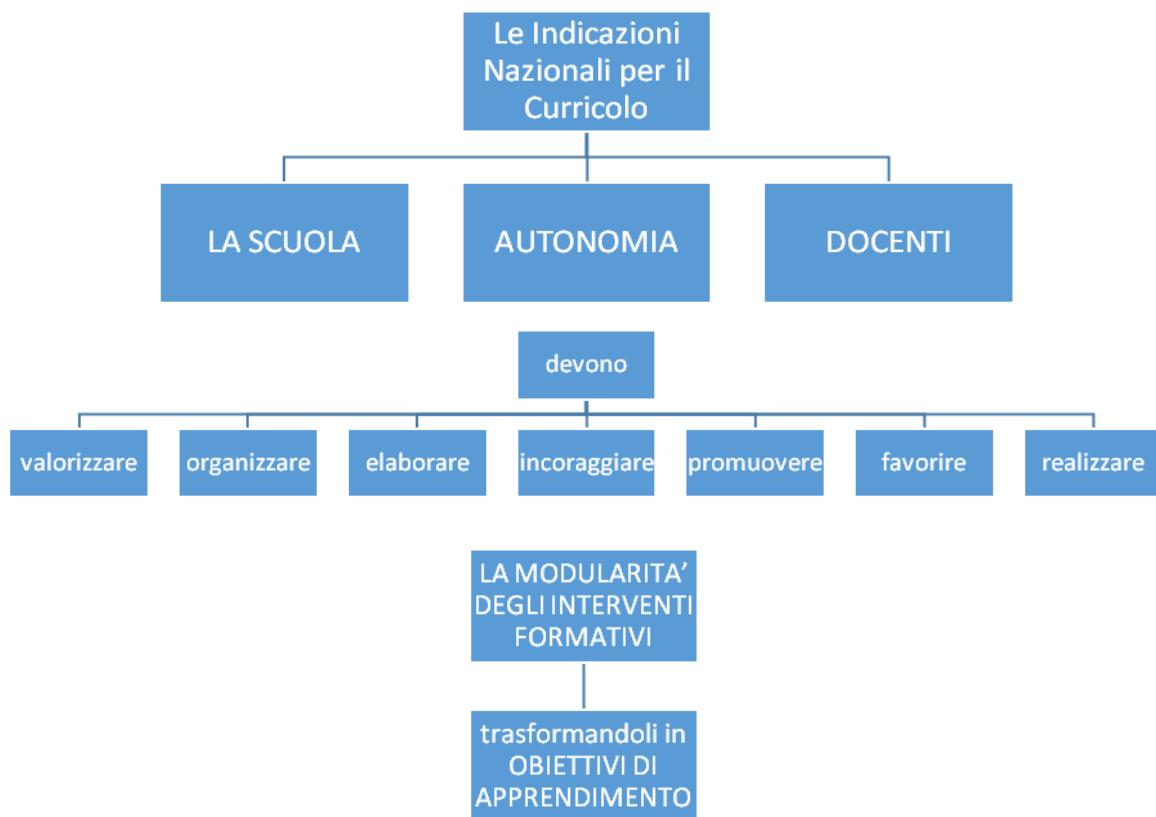 Le Indicazioni
Nazionali per il
Curricolo
LA SCUOLA
AUTONOMIA
DOCENTI
devono
valorizzare
organizzare
elaborare
incoraggiare
promuovere
favorire
realizzare
LA MODULARITA’
DEGLI INTERVENTI
FORMATIVI
trasformandoli in
OBIETTIVI DI
APPRENDIMENTO